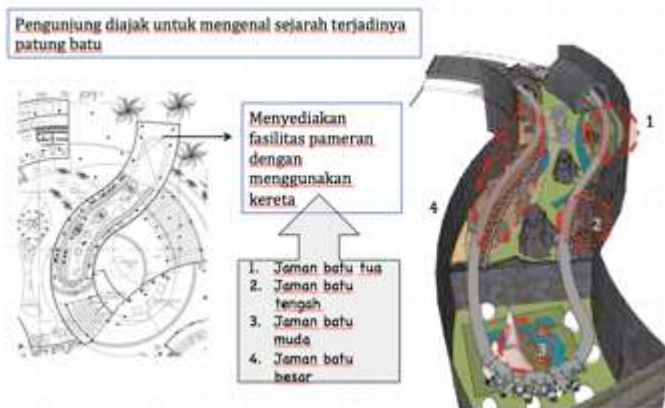 Pengunjung diajak untuk mengenal sejarah terjadinya
patung batu
Menyediakan
fasilitas pameran
dengan
menggunakan
kereta
1. Jaman batu tua
2. Jaman batu
tengah
3. Jaman batu
muda
4. Jaman batu
besar
1
4
2
3